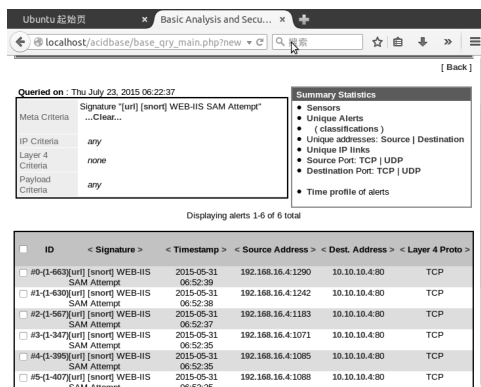 Ubuntu 起始页 ×
Basic Analysis and Secu... ×
localhost/acidbase/base_qry_main.php?new
搜索
[ Back ]
Queried on : Thu July 23, 2015 06:22:37
Meta Criteria
Signature "[url] [snort] WEB-IIS SAM Attempt"
...Clear...
IP Criteria any
Layer 4 Criteria none
Payload Criteria any
Summary Statistics
Sensors
Unique Alerts
( classifications )
Unique addresses: Source | Destination
Unique IP links
Source Port: TCP | UDP
Destination Port: TCP | UDP
Time profile of alerts
Displaying alerts 1-6 of 6 total
ID < Signature > < Timestamp > < Source Address > < Dest. Address > < Layer 4 Proto >
#0-(1-663) [url] [snort] WEB-IIS SAM Attempt 2015-05-31 06:52:39 192.168.16.4:1290 10.10.10.4:80 TCP
#1-(1-630) [url] [snort] WEB-IIS SAM Attempt 2015-05-31 06:52:38 192.168.16.4:1242 10.10.10.4:80 TCP
#2-(1-567) [url] [snort] WEB-IIS SAM Attempt 2015-05-31 06:52:37 192.168.16.4:1183 10.10.10.4:80 TCP
#3-(1-347) [url] [snort] WEB-IIS SAM Attempt 2015-05-31 06:52:35 192.168.16.4:1071 10.10.10.4:80 TCP
#4-(1-395) [url] [snort] WEB-IIS SAM Attempt 2015-05-31 06:52:35 192.168.16.4:1085 10.10.10.4:80 TCP
#5-(1-407) [url] [snort] WEB-IIS SAM Attempt 2015-05-31 06:52:35 192.168.16.4:1088 10.10.10.4:80 TCP